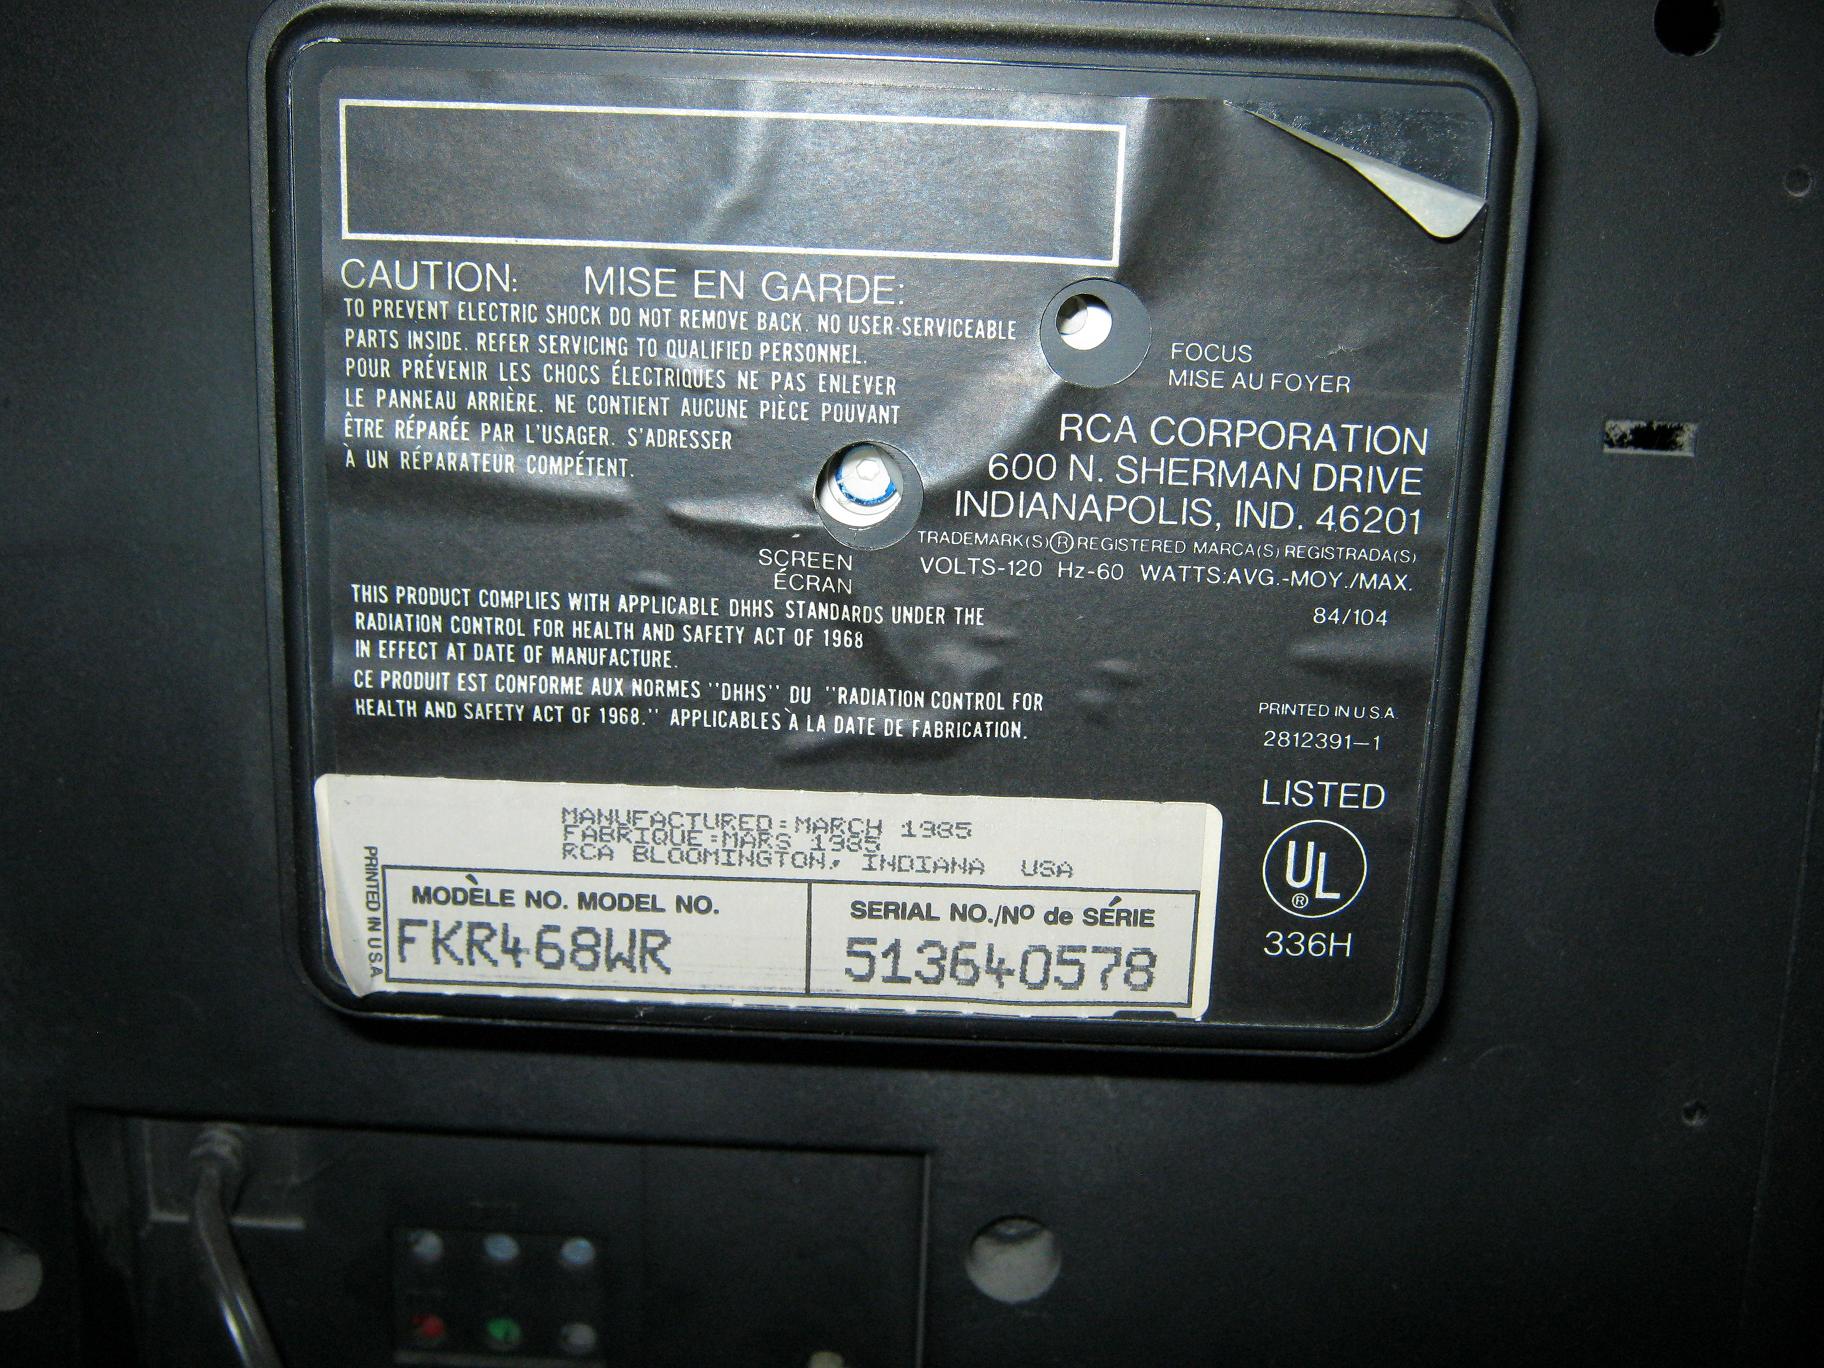 CAUTION: MISE EN GARDE:
TO PREVENT ELECTRIC SHOCK DO NOT REMOVE BACK. NO USER-SERVICEABLE
PARTS INSIDE. REFER SERVICING TO QUALIFIED PERSONNEL.
POUR PRÉVENIR LES CHOCS ÉLECTRIQUES NE PAS ENLEVER
LE PANNEAU ARRIÈRE. NE CONTIENT AUCUNE PIÈCE POUVANT
ÊTRE RÉPARÉE PAR L'USAGER. S'ADRESSER
À UN RÉPARATEUR COMPÉTENT.
FOCUS
MISE AU FOYER
RCA CORPORATION
600 N. SHERMAN DRIVE
INDIANAPOLIS, IND. 46201
TRADEMARK(S)®REGISTERED MARCA(S) REGISTRADA(S)
VOLTS-120 Hz-60 WATTS:AVG.-MOY./MAX.
84/104
SCREEN
ÉCRAN
THIS PRODUCT COMPLIES WITH APPLICABLE DHHS STANDARDS UNDER THE
RADIATION CONTROL FOR HEALTH AND SAFETY ACT OF 1968
IN EFFECT AT DATE OF MANUFACTURE.
CE PRODUIT EST CONFORME AUX NORMES "DHHS" DU "RADIATION CONTROL FOR
HEALTH AND SAFETY ACT OF 1968." APPLICABLES À LA DATE DE FABRICATION.
PRINTED IN U.S.A.
2812391-1
LISTED
UL
®
336H
MANUFACTURED:MARCH 1985
FABRIQUE:MARS 1985
RCA BLOOMINGTON, INDIANA USA
PRINTED IN U.S.A.
MODÈLE NO. MODEL NO.
FKR468WR
SERIAL NO./Nº de SÉRIE
513640578